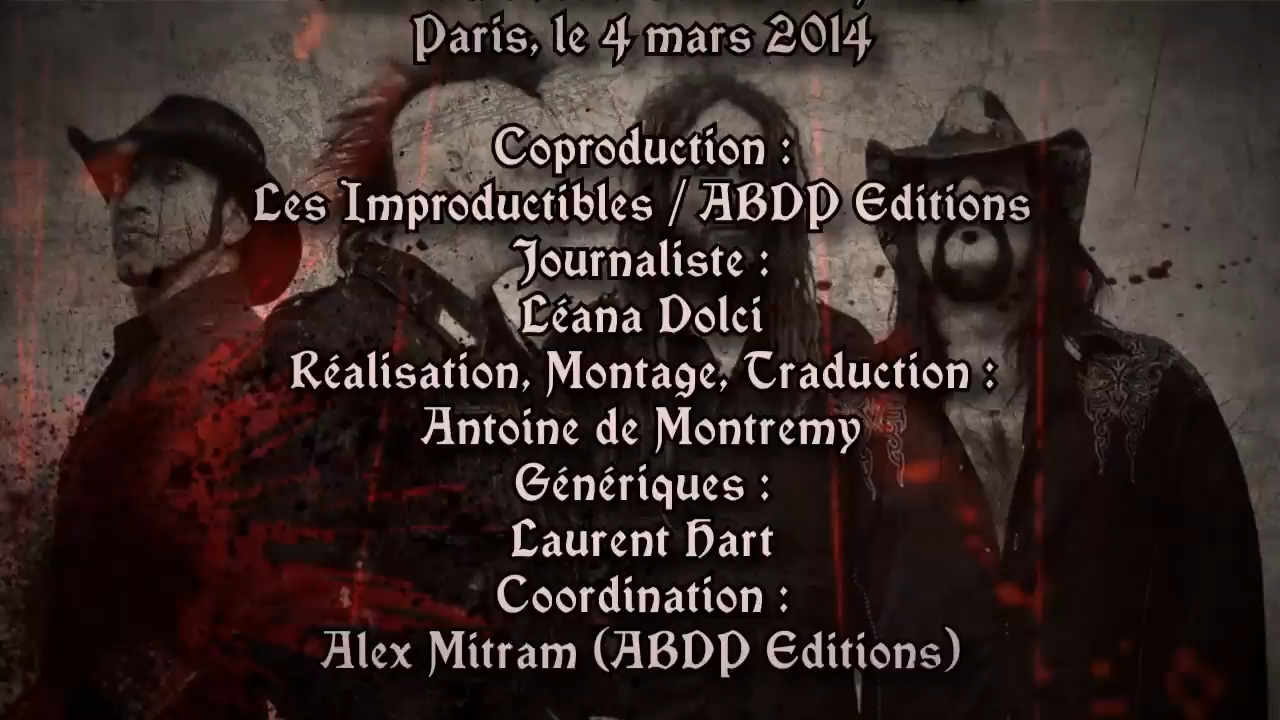 Paris, le 4 mars 2014
Coproduction :
Les Improductibles / ABDP Editions
Journaliste :
Léana Dolci
Réalisation, Montage, Traduction :
Antoine de Montremy
Génériques :
Laurent Hart
Coordination :
Alex Mitram (ABDP Editions)